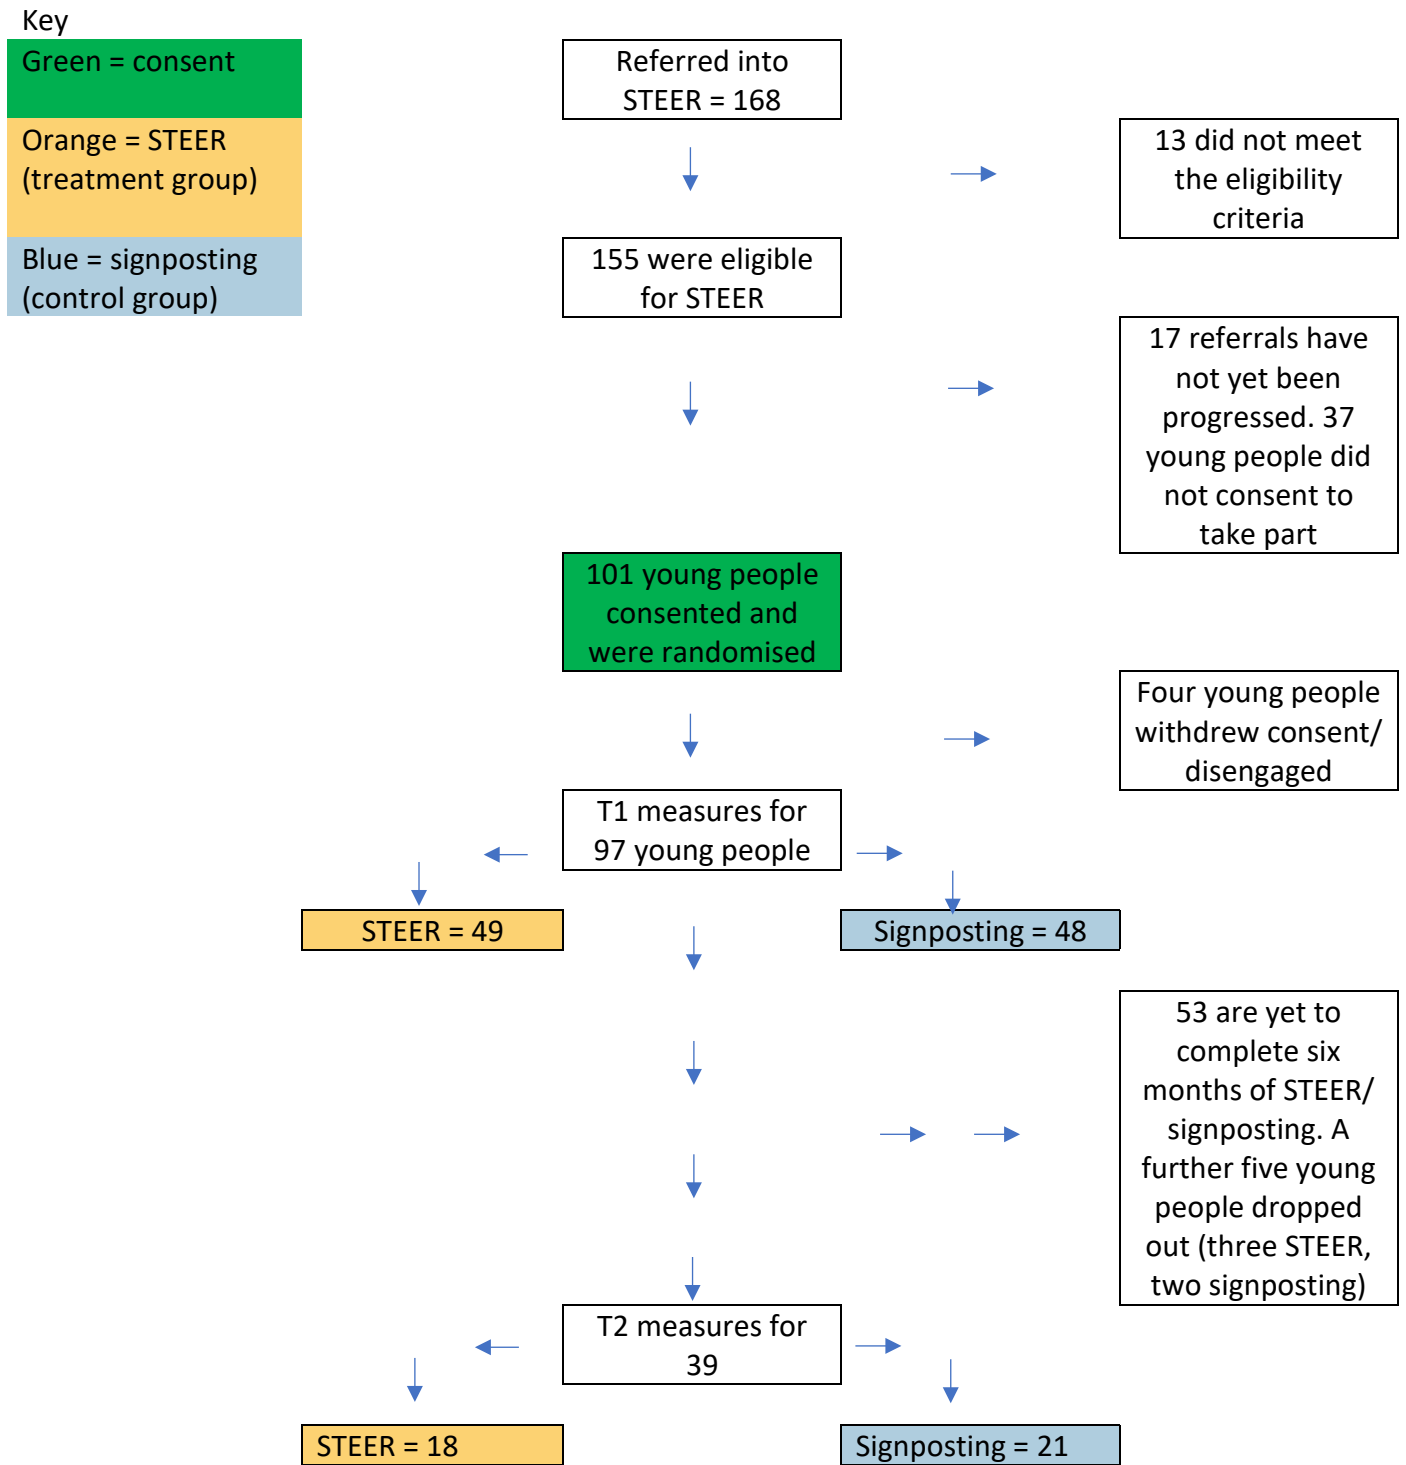 Key
Green = consent
Orange = STEER
(treatment group)
Blue = signposting
(control group)
Referred into
STEER = 168
13 did not meet
the eligibility
criteria
155 were eligible
for STEER
17 referrals have
not yet been
progressed. 37
young people did
not consent to
take part
101 young people
consented and
were randomised
Four young people
withdrew consent/
disengaged
T1 measures for
97 young people
STEER = 49
Signposting = 48
53 are yet to
complete six
months of STEER/
signposting. A
further five young
people dropped
out (three STEER,
two signposting)
T2 measures for
39
STEER = 18
Signposting = 21